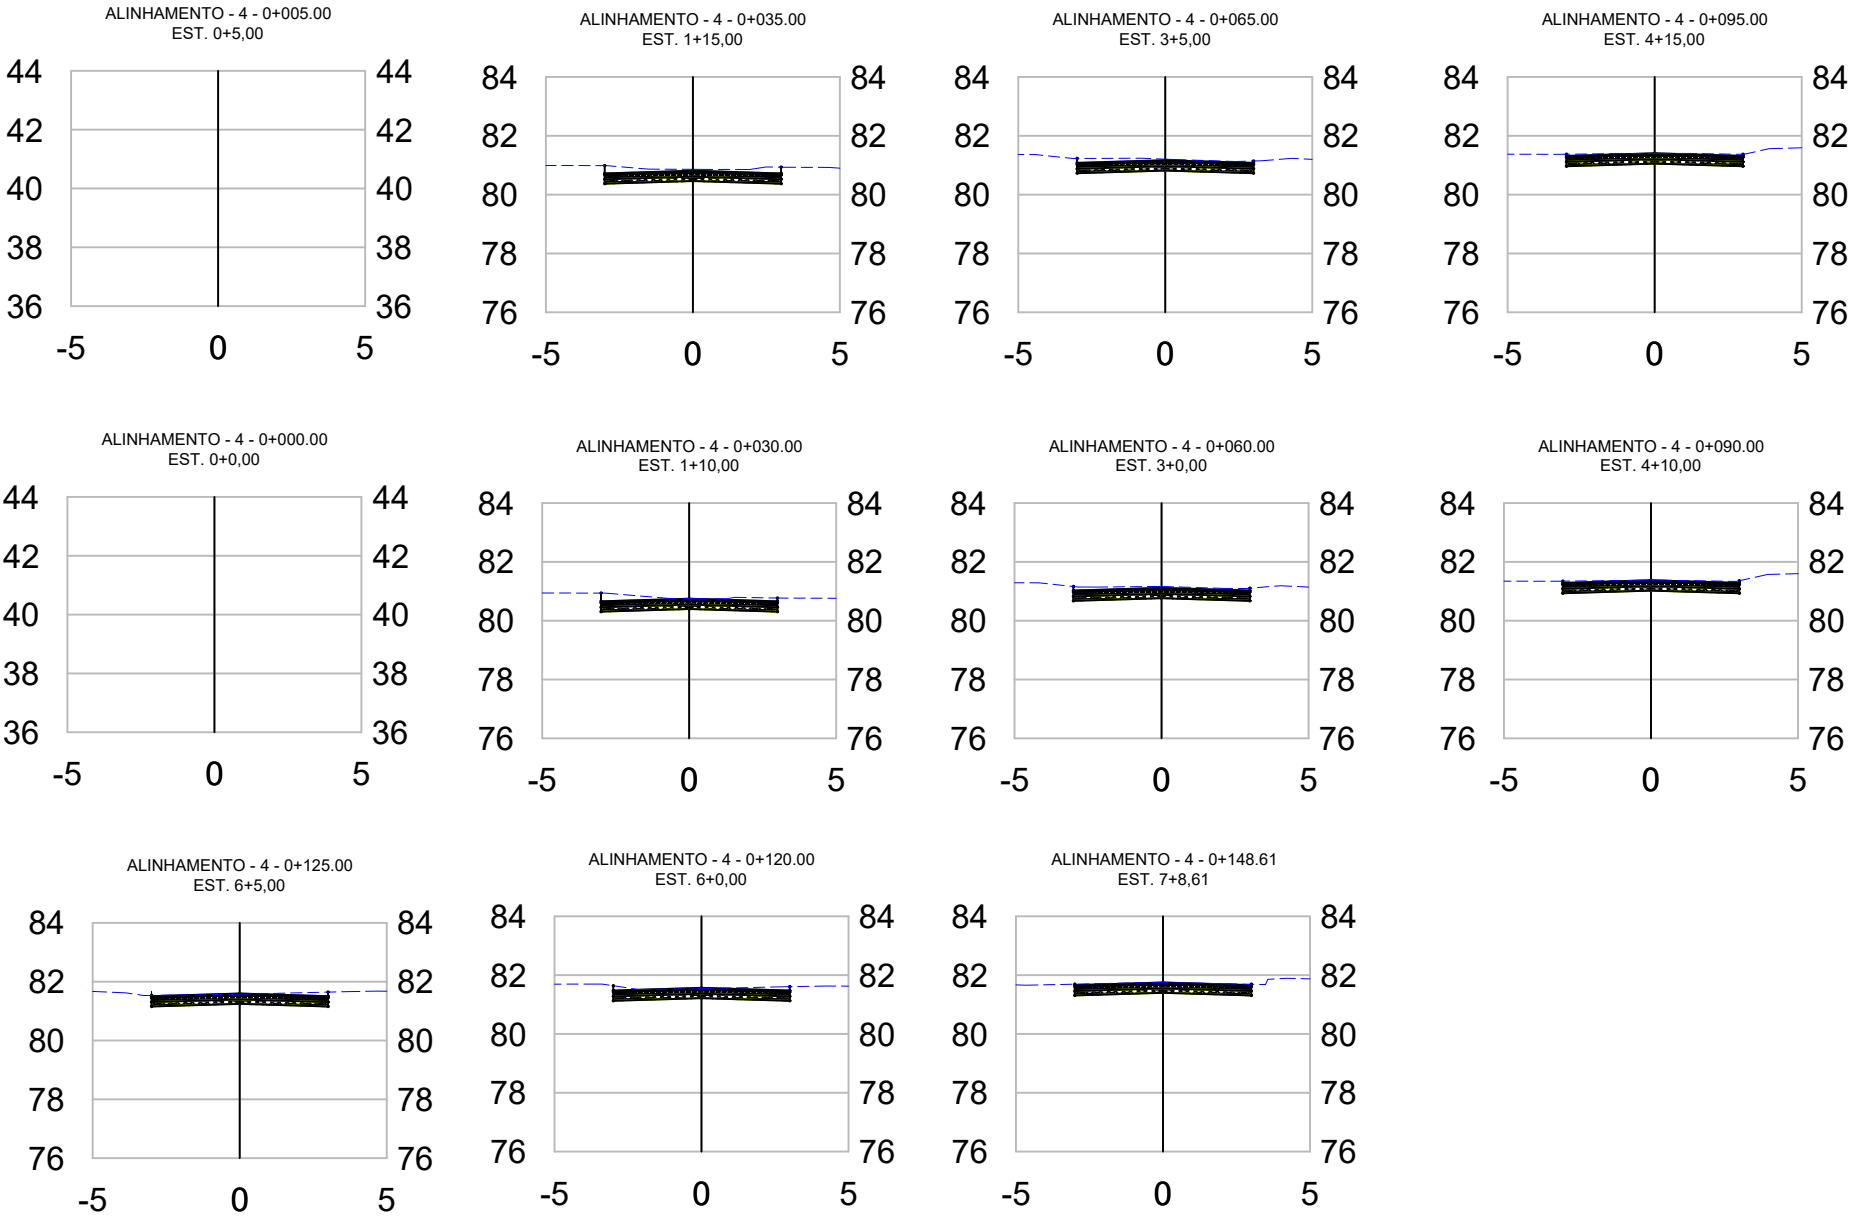 ALINHAMENTO - 4 - 0+005.00
EST. 0+5,00
44 44
42 42
40 40
38 38
36 36
-5 0 5
ALINHAMENTO - 4 - 0+035.00
EST. 1+15,00
84 84
82 82
80 80
78 78
76 76
-5 0 5
ALINHAMENTO - 4 - 0+065.00
EST. 3+5,00
84 84
82 82
80 80
78 78
76 76
-5 0 5
ALINHAMENTO - 4 - 0+095.00
EST. 4+15,00
84 84
82 82
80 80
78 78
76 76
-5 0 5
ALINHAMENTO - 4 - 0+000.00
EST. 0+0,00
44 44
42 42
40 40
38 38
36 36
-5 0 5
ALINHAMENTO - 4 - 0+030.00
EST. 1+10,00
84 84
82 82
80 80
78 78
76 76
-5 0 5
ALINHAMENTO - 4 - 0+060.00
EST. 3+0,00
84 84
82 82
80 80
78 78
76 76
-5 0 5
ALINHAMENTO - 4 - 0+090.00
EST. 4+10,00
84 84
82 82
80 80
78 78
76 76
-5 0 5
ALINHAMENTO - 4 - 0+125.00
EST. 6+5,00
84 84
82 82
80 80
78 78
76 76
-5 0 5
ALINHAMENTO - 4 - 0+120.00
EST. 6+0,00
84 84
82 82
80 80
78 78
76 76
-5 0 5
ALINHAMENTO - 4 - 0+148.61
EST. 7+8,61
84 84
82 82
80 80
78 78
76 76
-5 0 5